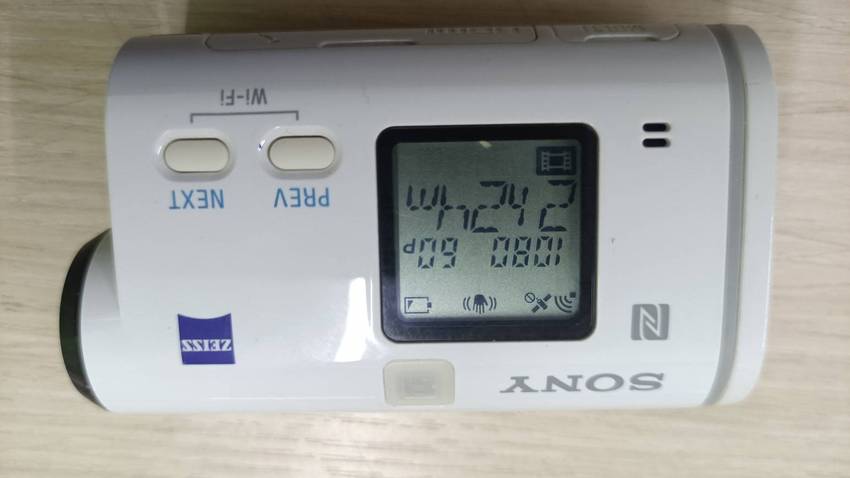 SONY
ZEISS
1080 60P
2h24m
PREV NEXT
Wi-Fi